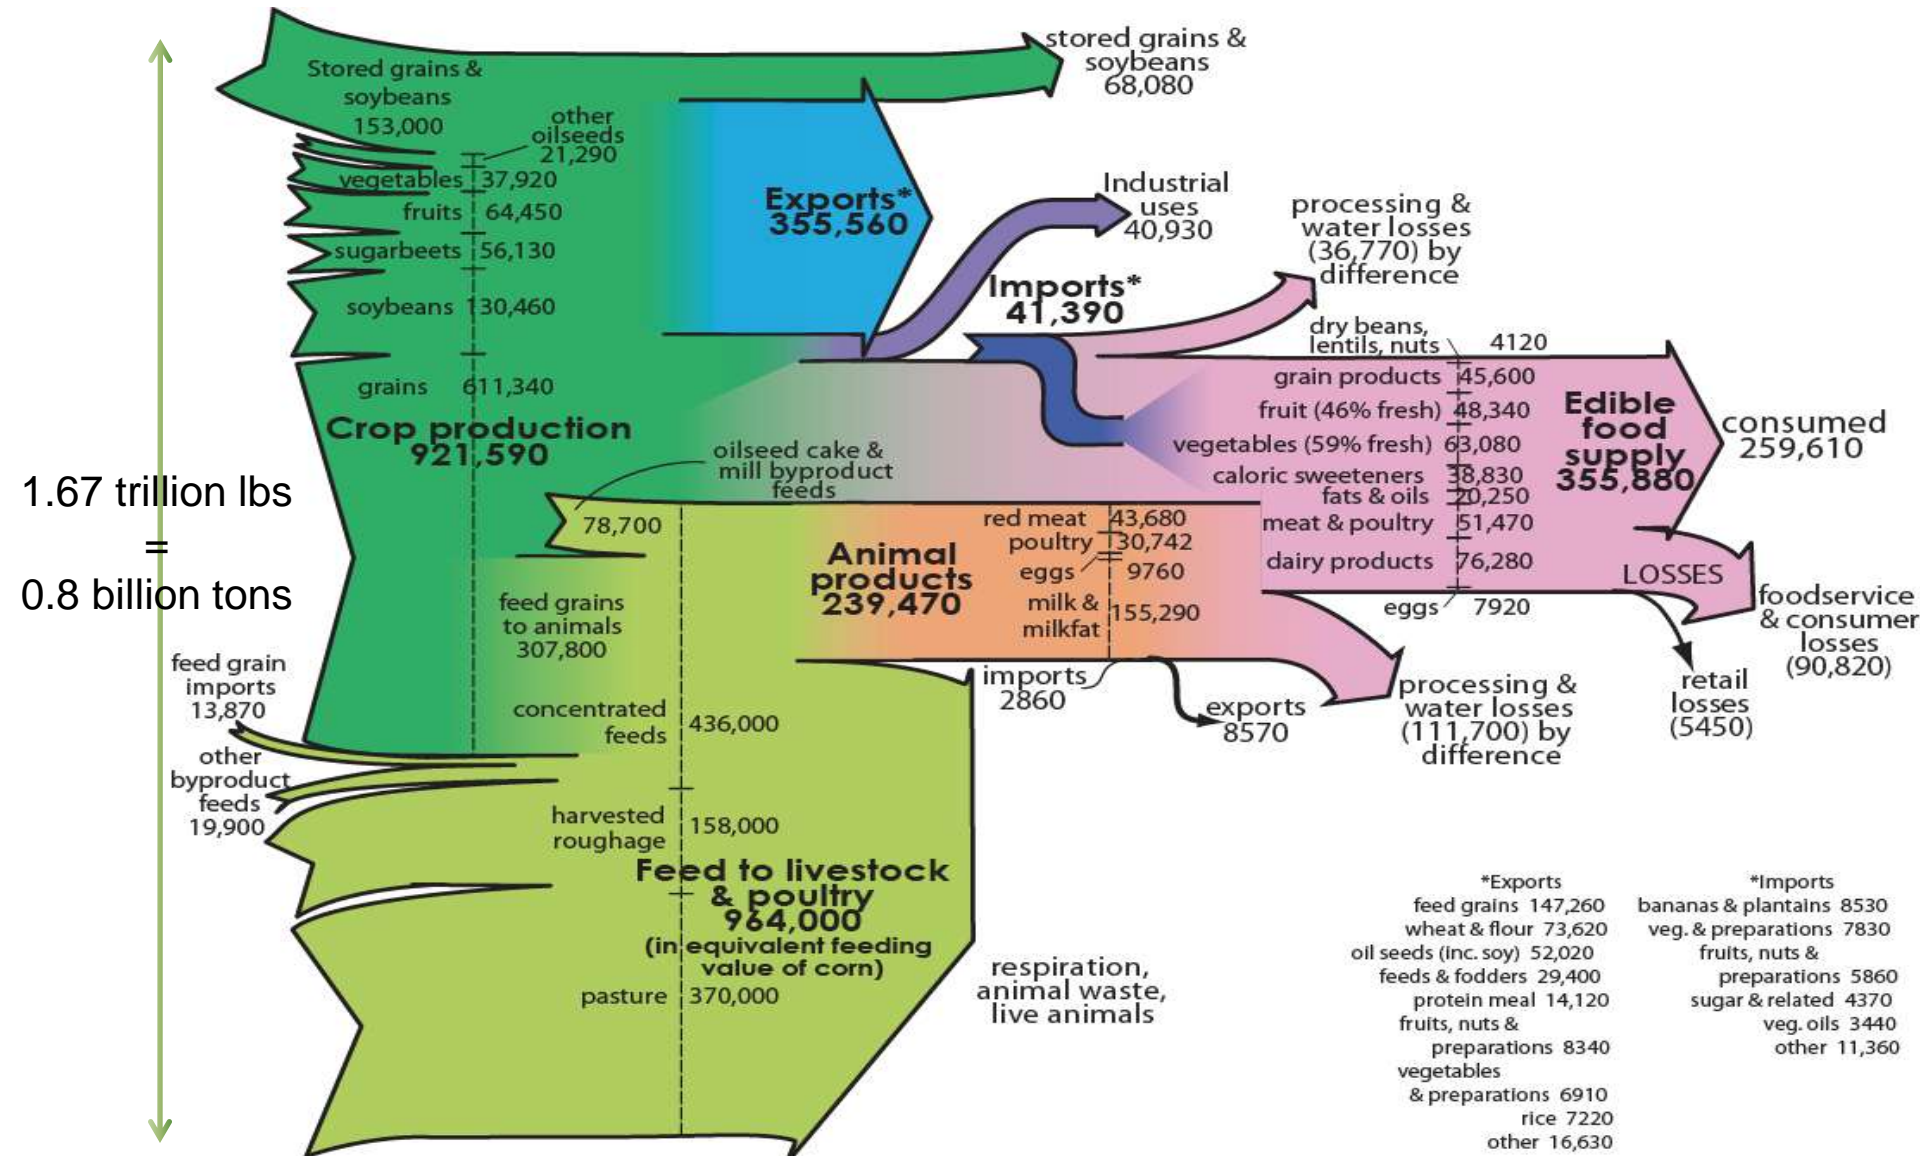 1.67 trillion lbs
=
0.8 billion tons
Stored grains &
soybeans
153,000
other
oilseeds
21,290
vegetables 37,920
fruits 64,450
sugarbeets 56,130
soybeans 130,460
grains 611,340
Crop production
921,590
stored grains &
soybeans
68,080
Exports*
355,560
Industrial
uses
40,930
Imports*
41,390
processing &
water losses
(36,770) by
difference
dry beans,
lentils, nuts 4120
grain products 45,600
fruit (46% fresh) 48,340
vegetables (59% fresh) 63,080
caloric sweeteners 38,830
fats & oils 20,250
meat & poultry 51,470
dairy products 76,280
eggs 7920
Edible
food
supply
355,880
consumed
259,610
LOSSES
foodservice
& consumer
losses
(90,820)
retail
losses
(5450)
oilseed cake &
mill byproduct
feeds
78,700
feed grains
to animals
307,800
Animal
products
239,470
red meat 43,680
poultry 30,742
eggs 9760
milk &
milkfat 155,290
imports
2860
exports
8570
processing &
water losses
(111,700) by
difference
feed grain
imports
13,870
other
byproduct
feeds
19,900
concentrated
feeds 436,000
harvested
roughage 158,000
Feed to livestock
& poultry
964,000
(in equivalent feeding
value of corn)
pasture 370,000
respiration,
animal waste,
live animals
*Exports
feed grains 147,260
wheat & flour 73,620
oil seeds (inc. soy) 52,020
feeds & fodders 29,400
protein meal 14,120
fruits, nuts &
preparations 8340
vegetables
& preparations 6910
rice 7220
other 16,630
*Imports
bananas & plantains 8530
veg. & preparations 7830
fruits, nuts &
preparations 5860
sugar & related 4370
veg. oils 3440
other 11,360